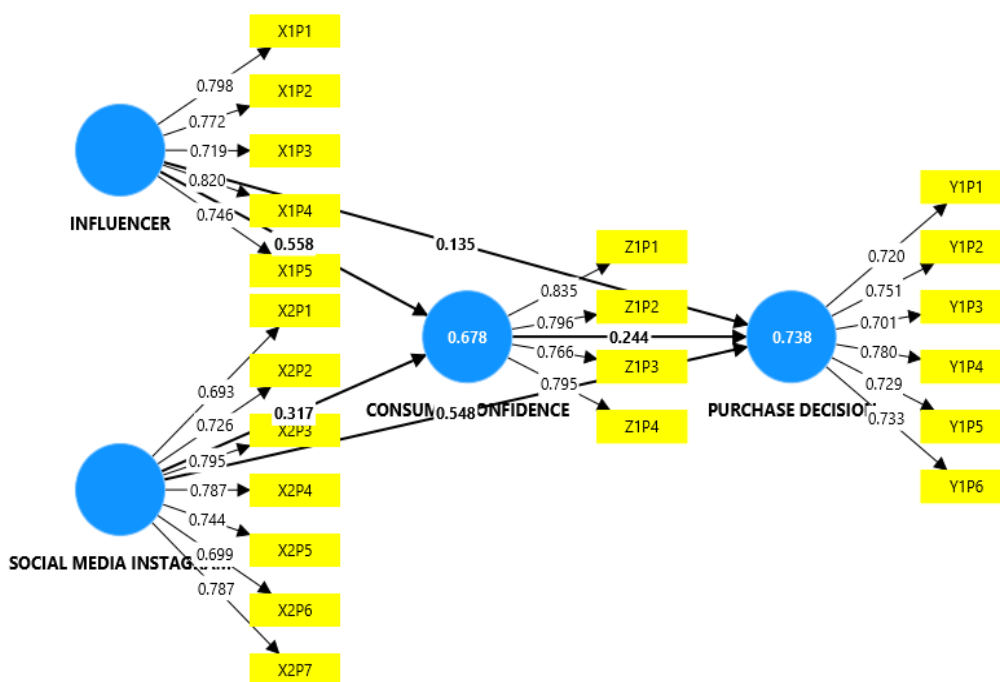 X1P1
0.798
X1P2
0.772
X1P3
0.719
0.820
X1P4
0.746
INFLUENCER
0.558
0.135
X1P5
X2P1
0.693
X2P2
0.726
0.317
X2P3
0.795
0.787
X2P4
0.744
X2P5
0.699
SOCIAL MEDIA
0.787
X2P6
X2P7
Z1P1
0.835
Z1P2
0.796
0.678
0.244
0.766
Z1P3
0.795
0.548
Z1P4
Y1P1
0.720
Y1P2
0.751
Y1P3
0.701
0.738
0.780
Y1P4
0.729
PURCHASE DECISION
0.733
Y1P5
Y1P6